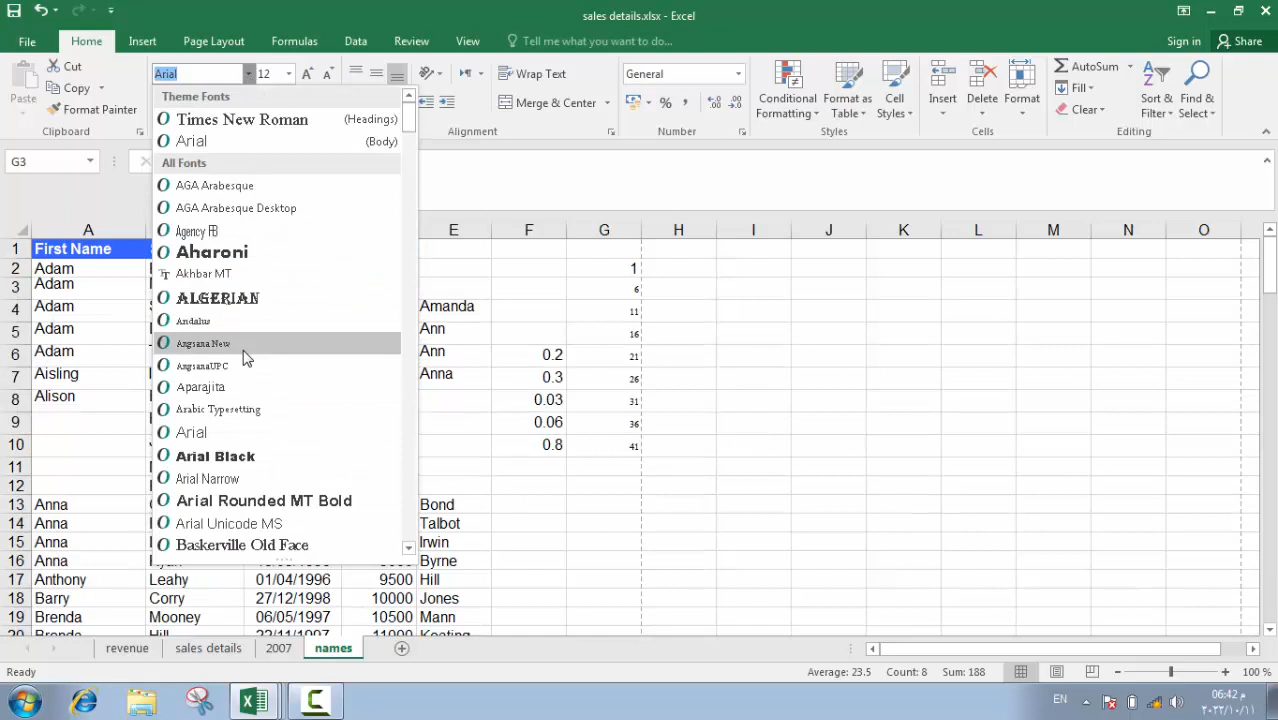 sales details.xlsx - Excel
File Home Insert Page Layout Formulas Data Review View Tell me what you want to do... Sign in Share
Cut
Copy
Format Painter
Paste
Clipboard
Arial 12
Wrap Text
Merge & Center
Alignment
General
Number
Conditional Formatting
Format as Table
Cell Styles
Styles
Insert Delete Format
Cells
AutoSum
Fill
Clear
Sort & Filter
Find & Select
Editing
Theme Fonts
Times New Roman (Headings)
Arial (Body)
All Fonts
AGA Arabesque
AGA Arabesque Desktop
Agency FB
Aharoni
Akhbar MT
ALGERIAN
Andalus
Angsana New
AngsanaUPC
Aparajita
Arabic Typesetting
Arial
Arial Black
Arial Narrow
Arial Rounded MT Bold
Arial Unicode MS
Baskerville Old Face
G3
A E F G H I J K L M N O
1 First Name
2 Adam 1
3 Adam 6
4 Adam Amanda 11
5 Adam Ann 16
6 Adam Ann 0.2 21
7 Aisling Anna 0.3 26
8 Alison 0.03 31
9 0.06 36
10 0.8 41
11
12
13 Anna Bond
14 Anna Talbot
15 Anna Irwin
16 Anna Byrne
17 Anthony Leahy 01/04/1996 9500 Hill
18 Barry Corry 27/12/1998 10000 Jones
19 Brenda Mooney 06/05/1997 10500 Mann
20 Brenda Hill 22/11/1997 11000 Keating
revenue sales details 2007 names
Ready Average: 23.5 Count: 8 Sum: 188 100 %
EN
06:42 م
٢٠٢٢/١٠/١١